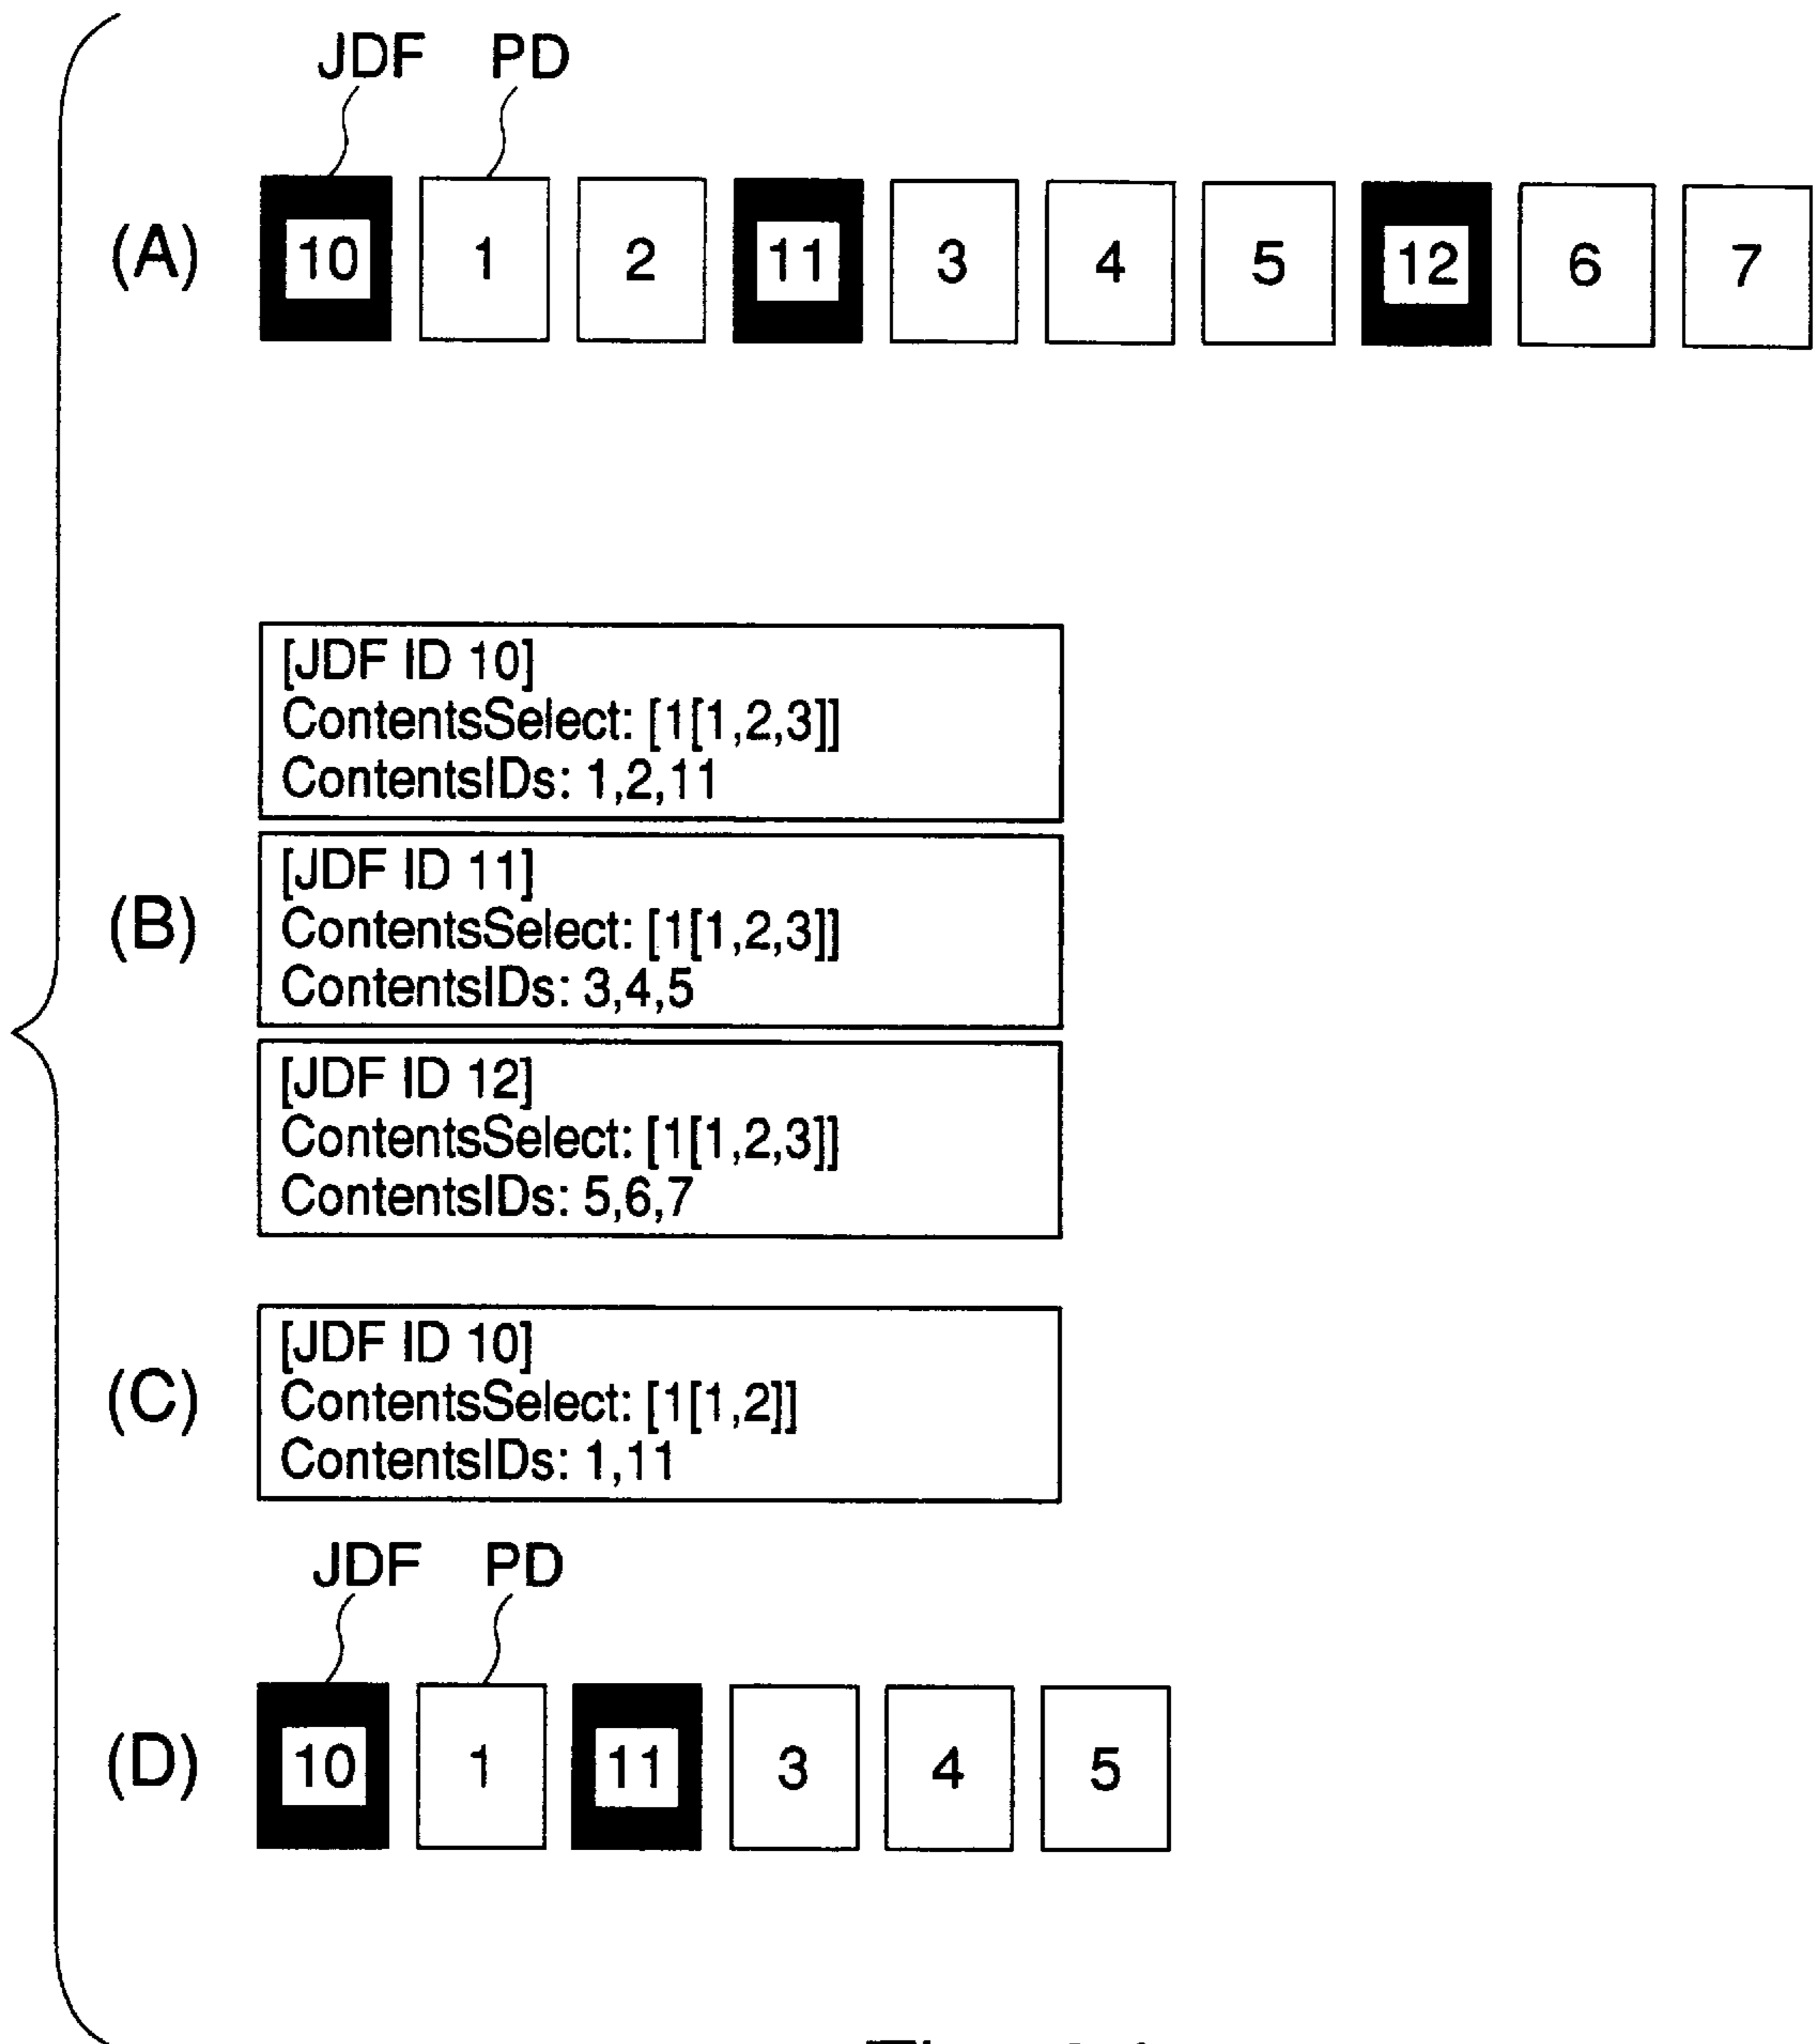 JDF PD
(A) 10 1 2 11 3 4 5 12 6 7
[JDF ID 10]
ContentsSelect: [1[1,2,3]]
ContentsIDs: 1,2,11
[JDF ID 11]
(B)
ContentsSelect: [1[1,2,3]]
ContentsIDs: 3,4,5
[JDF ID 12]
ContentsSelect: [1[1,2,3]]
ContentsIDs: 5,6,7
[JDF ID 10]
(C)
ContentsSelect: [1[1,2]]
ContentsIDs: 1,11
JDF PD
(D) 10 1 11 3 4 5